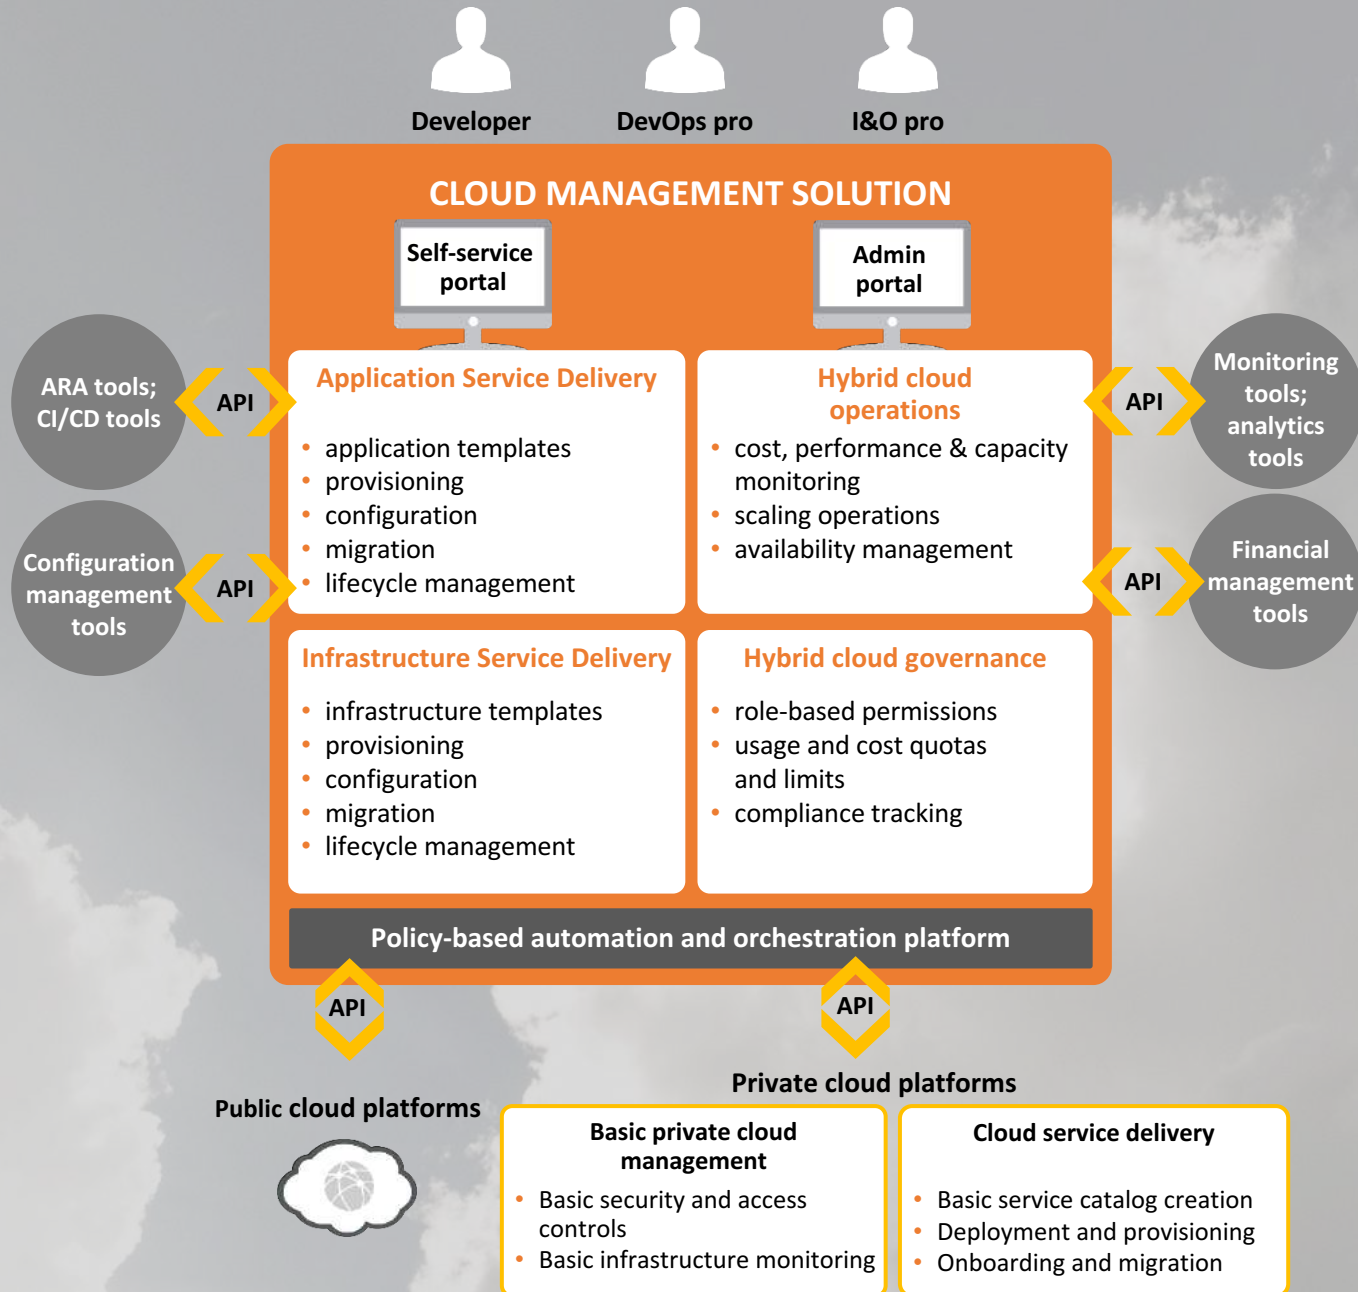 Developer
DevOps pro
I&O pro
CLOUD MANAGEMENT SOLUTION
Self-service
portal
Admin
portal
ARA tools;
CI/CD tools
API
Configuration
management
tools
API
Application Service Delivery
• application templates
• provisioning
• configuration
• migration
• lifecycle management
Hybrid cloud
operations
• cost, performance & capacity
monitoring
• scaling operations
• availability management
API
Monitoring
tools;
analytics
tools
API
Financial
management
tools
Infrastructure Service Delivery
• infrastructure templates
• provisioning
• configuration
• migration
• lifecycle management
Hybrid cloud governance
• role-based permissions
• usage and cost quotas
and limits
• compliance tracking
Policy-based automation and orchestration platform
API
API
Public cloud platforms
Private cloud platforms
Basic private cloud
management
• Basic security and access
controls
• Basic infrastructure monitoring
Cloud service delivery
• Basic service catalog creation
• Deployment and provisioning
• Onboarding and migration